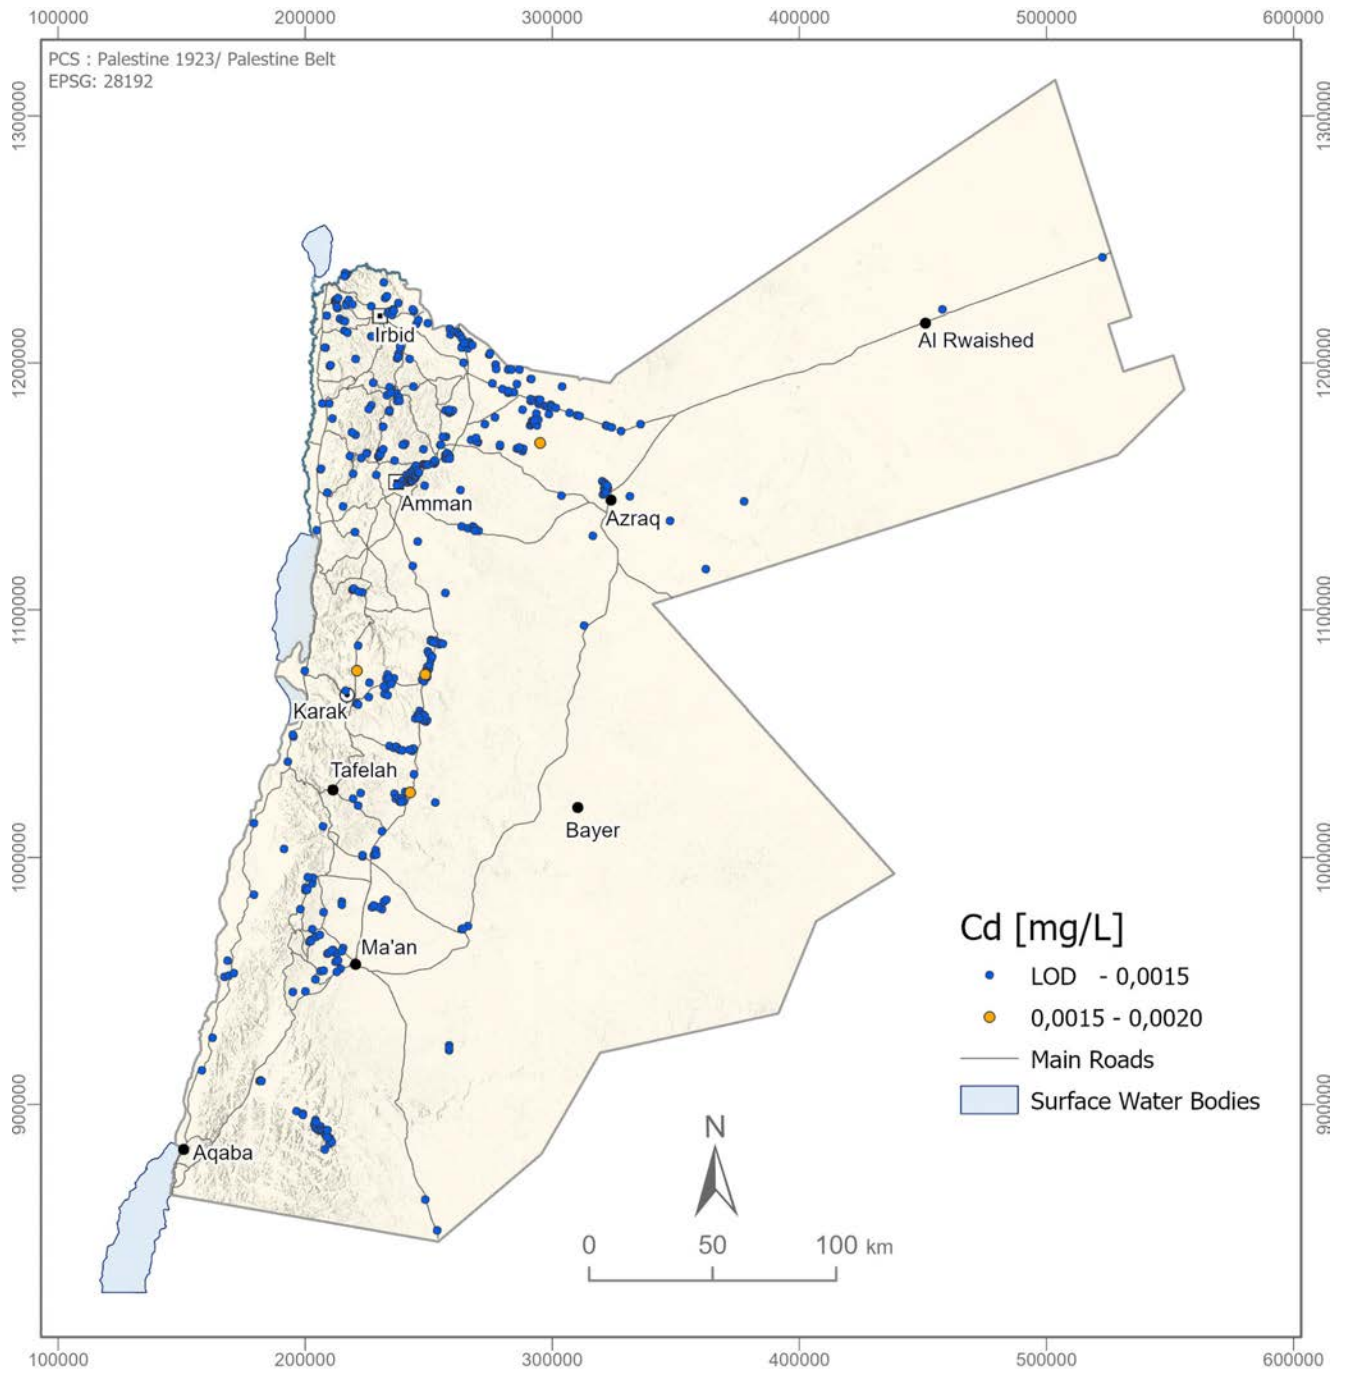 100000 200000 300000 400000 500000 600000
PCS : Palestine 1923/ Palestine Belt
EPSG: 28192
1300000 1300000
1200000 1200000
1100000 1100000
1000000 1000000
900000 900000
Irbid
Al Rwaished
Amman
Azraq
Karak
Tafelah
Bayer
Ma'an
Aqaba
Cd [mg/L]
LOD - 0,0015
0,0015 - 0,0020
Main Roads
Surface Water Bodies
N
0 50 100 km
100000 200000 300000 400000 500000 600000